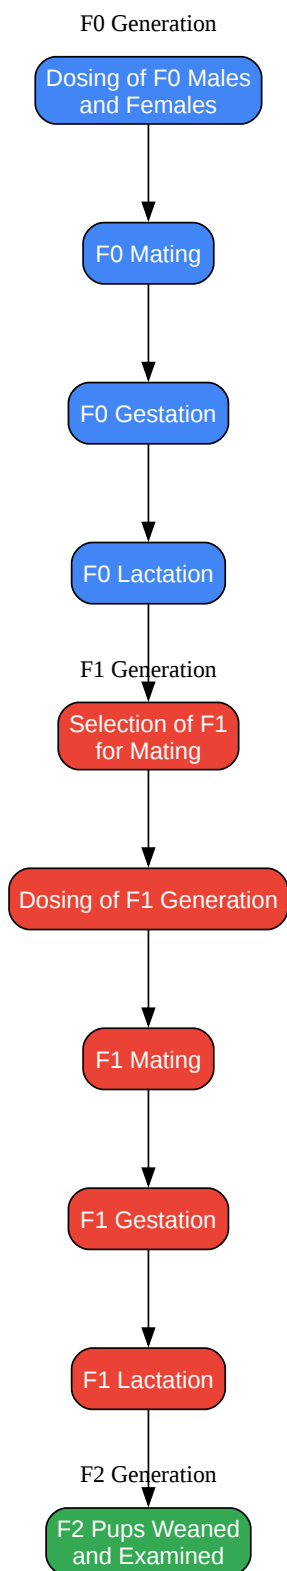 F0 Generation
Dosing of F0 Males
and Females
F0 Mating
F0 Gestation
F0 Lactation
F1 Generation
Selection of F1
for Mating
Dosing of F1 Generation
F1 Mating
F1 Gestation
F1 Lactation
F2 Generation
F2 Pups Weaned
and Examined